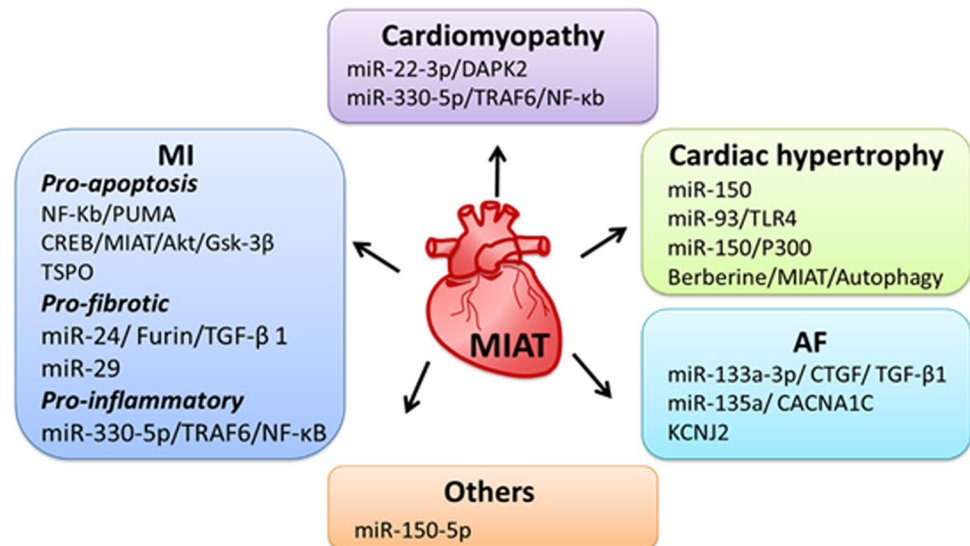 Cardiomyopathy
miR-22-3p/DAPK2
miR-330-5p/TRAF6/NF-κb
MI
Pro-apoptosis
NF-Kb/PUMA
CREB/MIAT/Akt/Gsk-3β
TSPO
Pro-fibrotic
miR-24/ Furin/TGF-β 1
miR-29
Pro-inflammatory
miR-330-5p/TRAF6/NF-κB
MIAT
Cardiac hypertrophy
miR-150
miR-93/TLR4
miR-150/P300
Berberine/MIAT/Autophagy
AF
miR-133a-3p/ CTGF/ TGF-β1
miR-135a/ CACNA1C
KCNJ2
Others
miR-150-5p